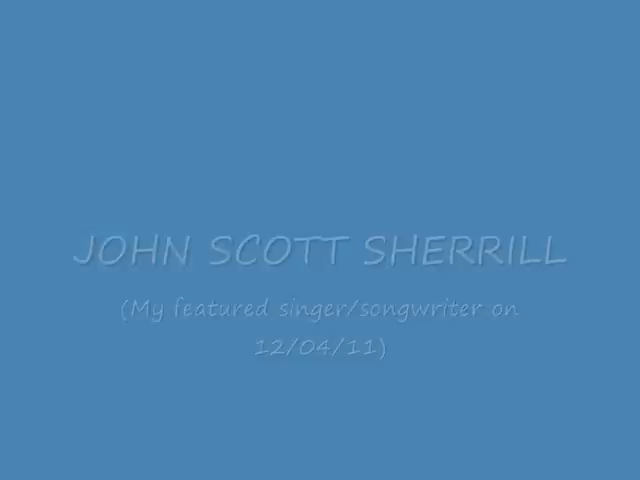 JOHN SCOTT SHERRILL
(My featured singer/songwriter on
12/04/11)